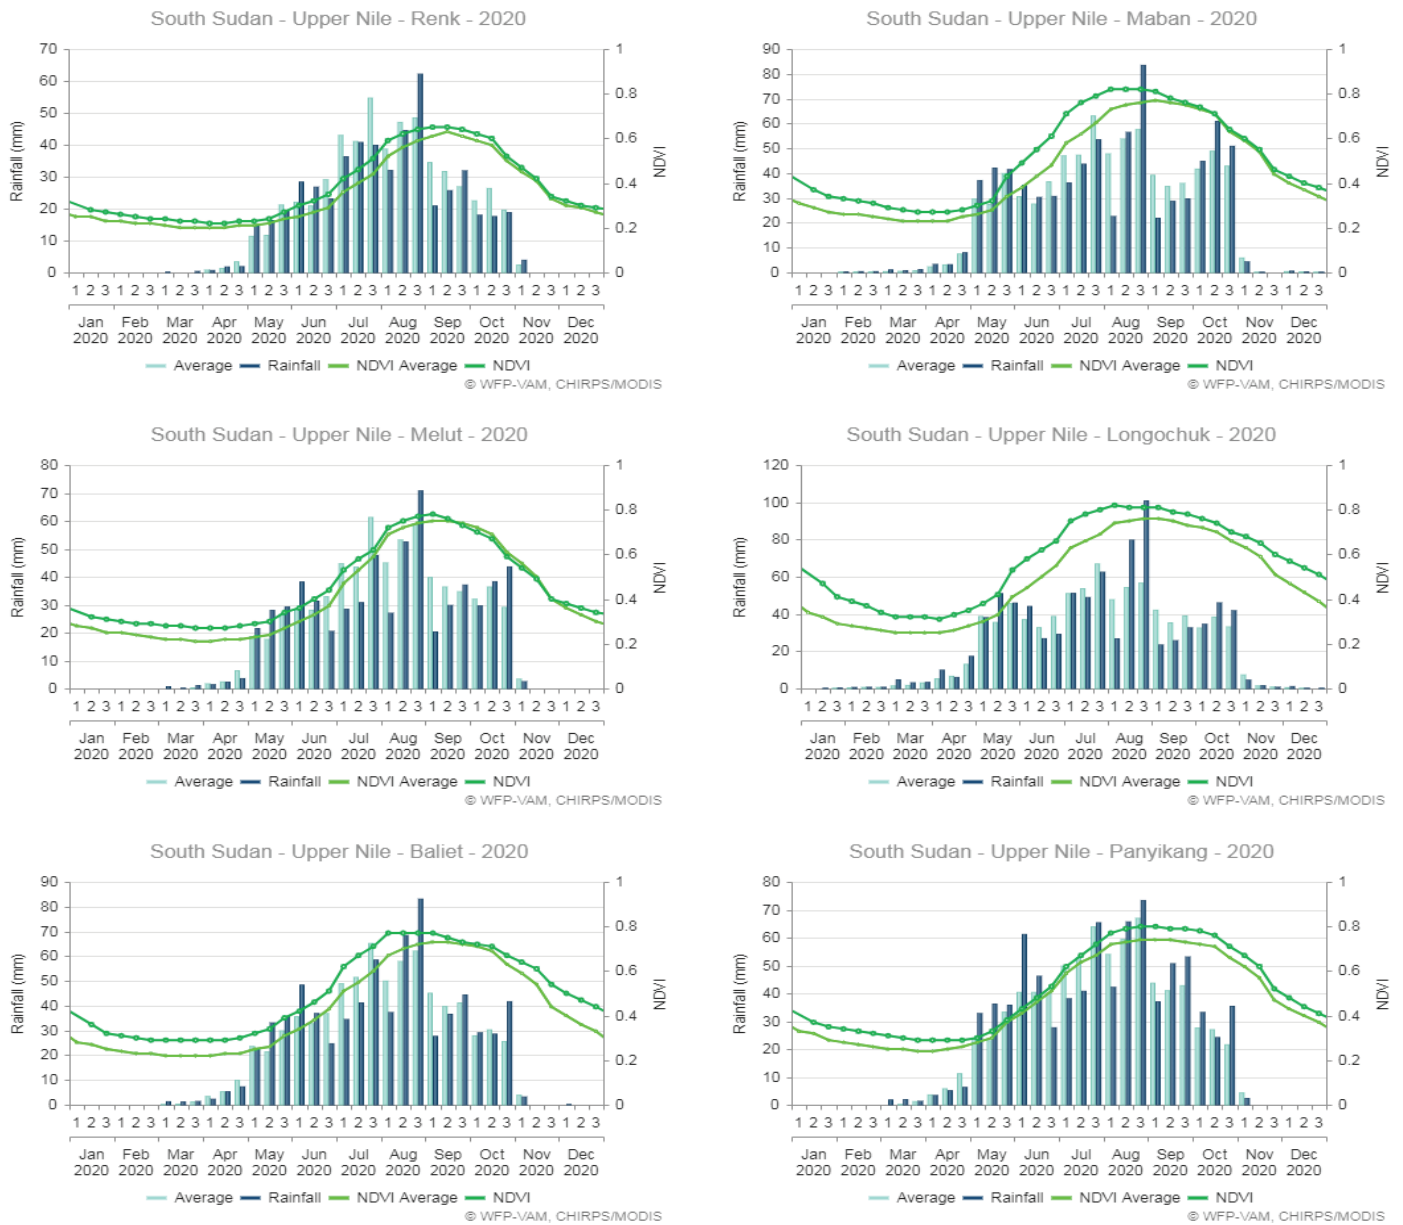 South Sudan - Upper Nile - Renk - 2020
70 60 50 40 30 20 10 0
Rainfall (mm)
1 0.8 0.6 0.4 0.2 0
NDVI
1 2 3 1 2 3 1 2 3 1 2 3 1 2 3 1 2 3 1 2 3 1 2 3 1 2 3 1 2 3 1 2 3 1 2 3
Jan Feb Mar Apr May Jun Jul Aug Sep Oct Nov Dec
2020 2020 2020 2020 2020 2020 2020 2020 2020 2020 2020 2020
Average Rainfall NDVI Average NDVI
© WFP-VAM, CHIRPS/MODIS
South Sudan - Upper Nile - Maban - 2020
90 80 70 60 50 40 30 20 10 0
Rainfall (mm)
1 0.8 0.6 0.4 0.2 0
NDVI
1 2 3 1 2 3 1 2 3 1 2 3 1 2 3 1 2 3 1 2 3 1 2 3 1 2 3 1 2 3 1 2 3 1 2 3
Jan Feb Mar Apr May Jun Jul Aug Sep Oct Nov Dec
2020 2020 2020 2020 2020 2020 2020 2020 2020 2020 2020 2020
Average Rainfall NDVI Average NDVI
© WFP-VAM, CHIRPS/MODIS
South Sudan - Upper Nile - Melut - 2020
80 70 60 50 40 30 20 10 0
Rainfall (mm)
1 0.8 0.6 0.4 0.2 0
NDVI
1 2 3 1 2 3 1 2 3 1 2 3 1 2 3 1 2 3 1 2 3 1 2 3 1 2 3 1 2 3 1 2 3 1 2 3
Jan Feb Mar Apr May Jun Jul Aug Sep Oct Nov Dec
2020 2020 2020 2020 2020 2020 2020 2020 2020 2020 2020 2020
Average Rainfall NDVI Average NDVI
© WFP-VAM, CHIRPS/MODIS
South Sudan - Upper Nile - Longochuk - 2020
120 100 80 60 40 20 0
Rainfall (mm)
1 0.8 0.6 0.4 0.2 0
NDVI
1 2 3 1 2 3 1 2 3 1 2 3 1 2 3 1 2 3 1 2 3 1 2 3 1 2 3 1 2 3 1 2 3 1 2 3
Jan Feb Mar Apr May Jun Jul Aug Sep Oct Nov Dec
2020 2020 2020 2020 2020 2020 2020 2020 2020 2020 2020 2020
Average Rainfall NDVI Average NDVI
© WFP-VAM, CHIRPS/MODIS
South Sudan - Upper Nile - Baliet - 2020
90 80 70 60 50 40 30 20 10 0
Rainfall (mm)
1 0.8 0.6 0.4 0.2 0
NDVI
1 2 3 1 2 3 1 2 3 1 2 3 1 2 3 1 2 3 1 2 3 1 2 3 1 2 3 1 2 3 1 2 3 1 2 3
Jan Feb Mar Apr May Jun Jul Aug Sep Oct Nov Dec
2020 2020 2020 2020 2020 2020 2020 2020 2020 2020 2020 2020
Average Rainfall NDVI Average NDVI
© WFP-VAM, CHIRPS/MODIS
South Sudan - Upper Nile - Panyikang - 2020
80 70 60 50 40 30 20 10 0
Rainfall (mm)
1 0.8 0.6 0.4 0.2 0
NDVI
1 2 3 1 2 3 1 2 3 1 2 3 1 2 3 1 2 3 1 2 3 1 2 3 1 2 3 1 2 3 1 2 3 1 2 3
Jan Feb Mar Apr May Jun Jul Aug Sep Oct Nov Dec
2020 2020 2020 2020 2020 2020 2020 2020 2020 2020 2020 2020
Average Rainfall NDVI Average NDVI
© WFP-VAM, CHIRPS/MODIS